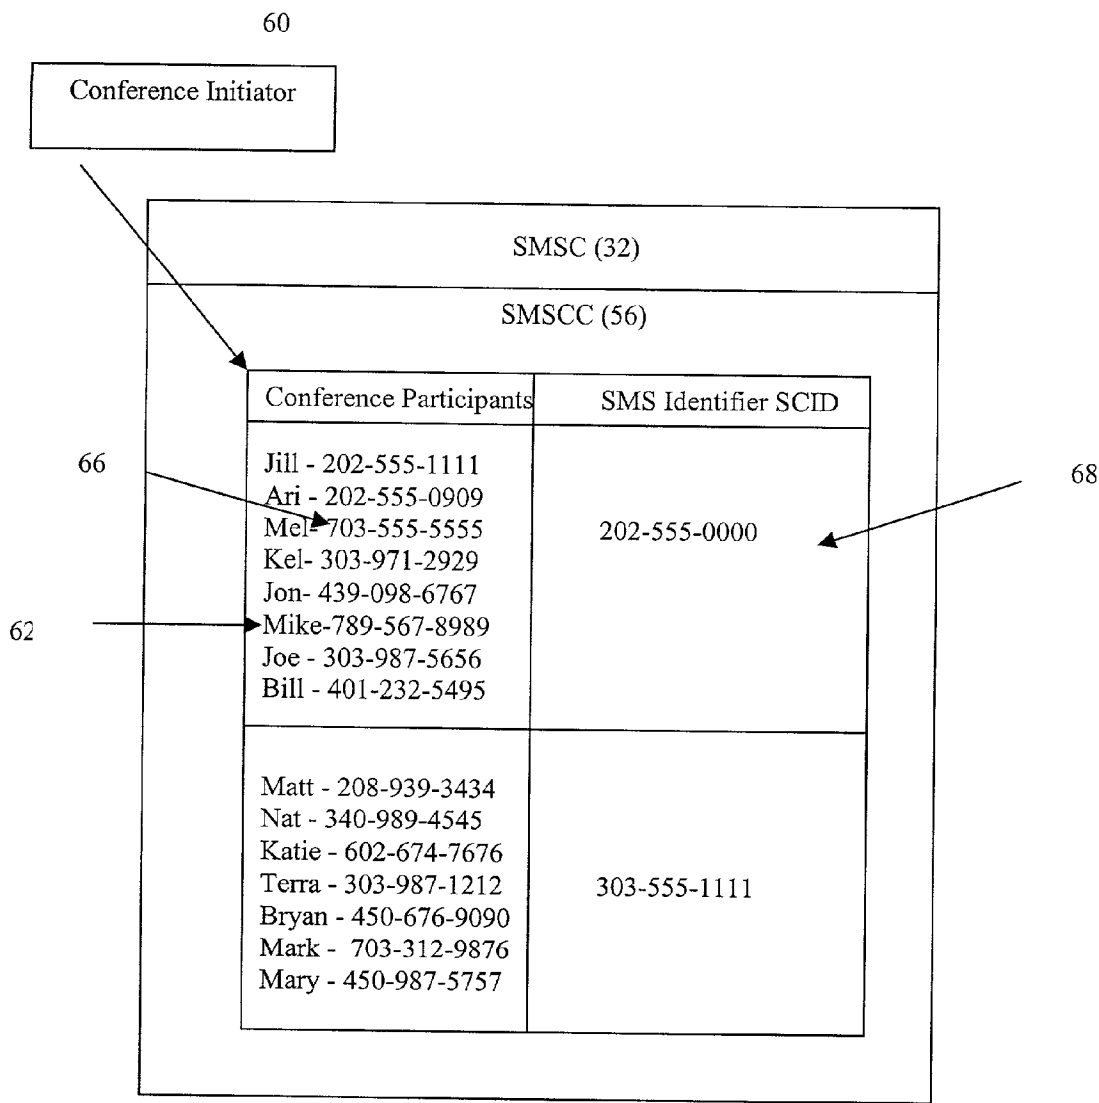 60
Conference Initiator
SMSC (32)
SMSCC (56)
Conference Participants
SMS Identifier SCID
66
68
62
Jill - 202-555-1111
Ari - 202-555-0909
Mel- 703-555-5555
Kel- 303-971-2929
Jon- 439-098-6767
Mike-789-567-8989
Joe - 303-987-5656
Bill - 401-232-5495
202-555-0000
Matt - 208-939-3434
Nat - 340-989-4545
Katie - 602-674-7676
Terra - 303-987-1212
Bryan - 450-676-9090
Mark - 703-312-9876
Mary - 450-987-5757
303-555-1111